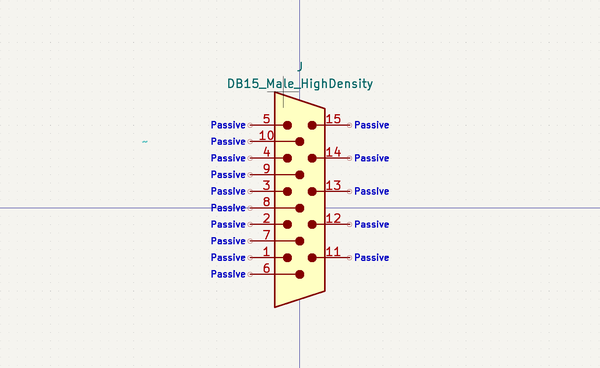 J
DB15_Male_HighDensity
Passive 5 15 Passive
Passive 10
Passive 4 14 Passive
Passive 9
Passive 3 13 Passive
Passive 8
Passive 2 12 Passive
Passive 7
Passive 1 11 Passive
Passive 6